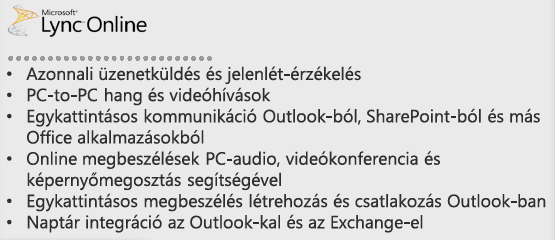 Microsoft®
Lync Online
• Azonnali üzenetküldés és jelenlét-érzékelés
• PC-to-PC hang és videóhívások
• Egykattintásos kommunikáció Outlook-ból, SharePoint-ból és más
Office alkalmazásokból
• Online megbeszélések PC-audio, videókonferencia és
képernyőmegosztás segítségével
• Egykattintásos megbeszélés létrehozás és csatlakozás Outlook-ban
• Naptár integráció az Outlook-kal és az Exchange-el